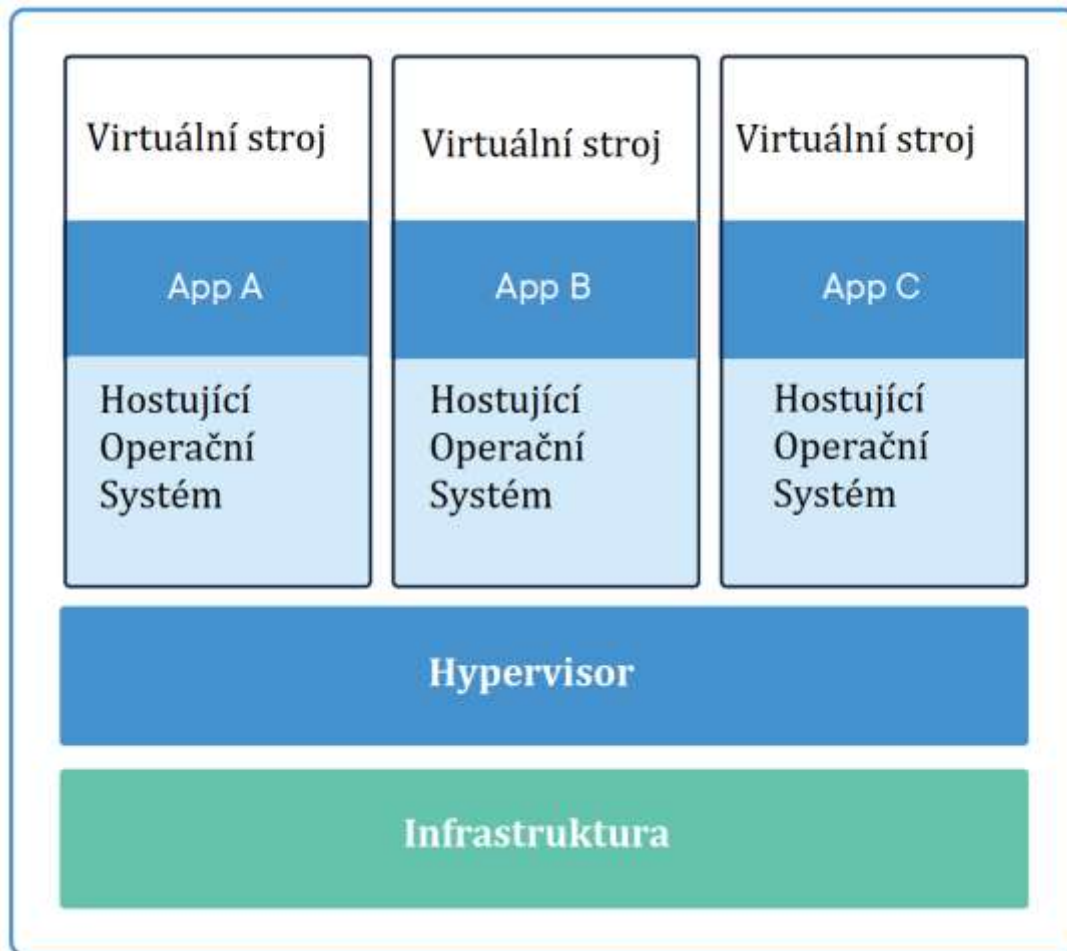 Virtuální stroj
App A
Hostující
Operační
Systém
Virtuální stroj
App B
Hostující
Operační
Systém
Virtuální stroj
App C
Hostující
Operační
Systém
Hypervisor
Infrastruktura